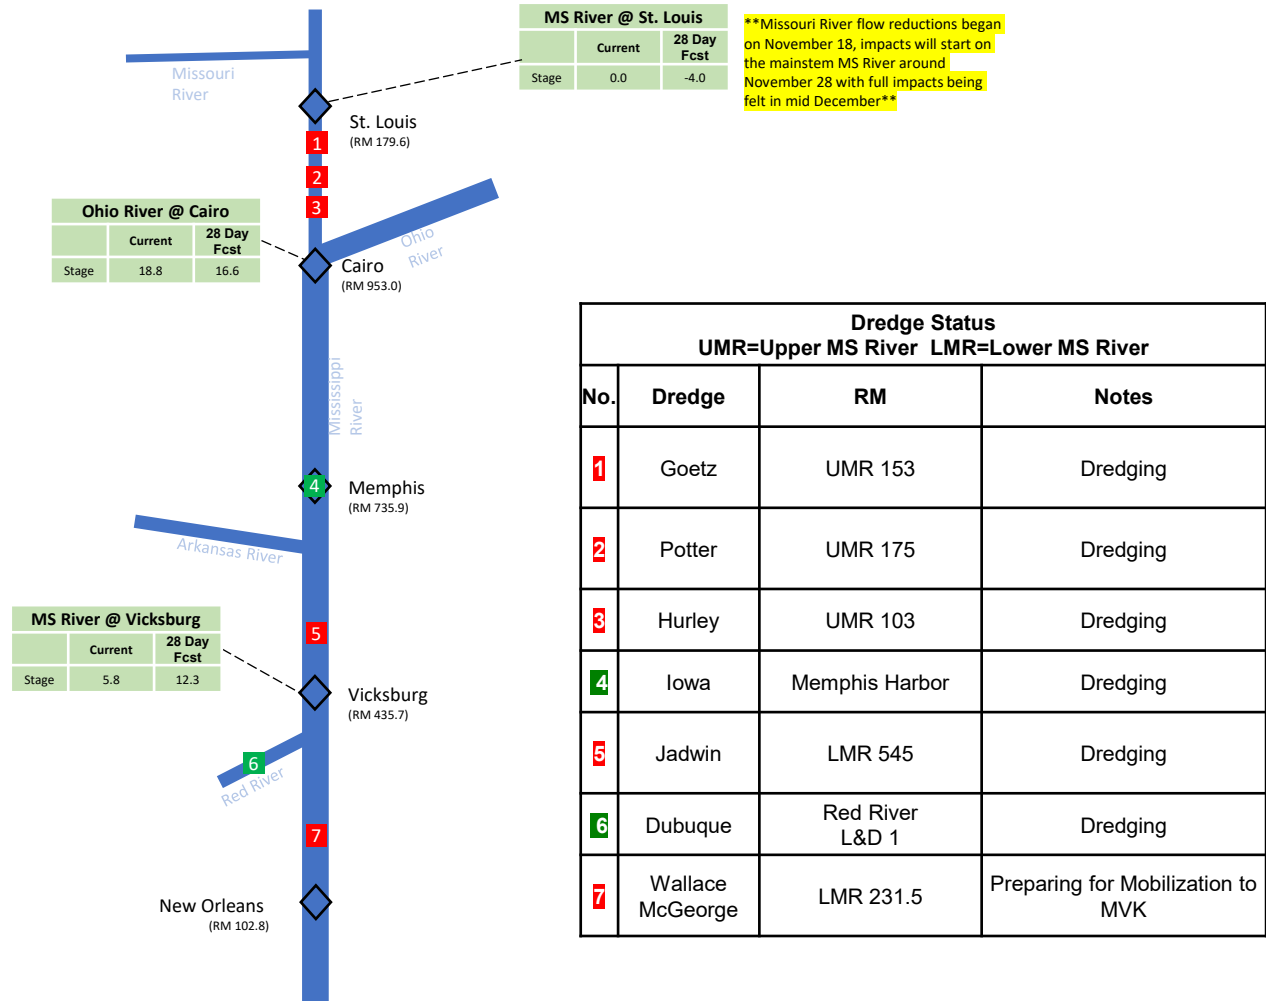 MS River @ St. Louis
Current 28 Day Fcst
Stage 0.0 -4.0
**Missouri River flow reductions began
on November 18, impacts will start on
the mainstem MS River around
November 28 with full impacts being
felt in mid December**
Missouri
River
St. Louis
(RM 179.6)
1
2
3
Ohio River @ Cairo
Current 28 Day Fcst
Stage 18.8 16.6
Ohio
River
Cairo
(RM 953.0)
Mississippi
River
4
Memphis
(RM 735.9)
Arkansas River
MS River @ Vicksburg
Current 28 Day Fcst
Stage 5.8 12.3
5
Vicksburg
(RM 435.7)
6
Red River
7
New Orleans
(RM 102.8)
Dredge Status
UMR=Upper MS River LMR=Lower MS River
No. Dredge RM Notes
1 Goetz UMR 153 Dredging
2 Potter UMR 175 Dredging
3 Hurley UMR 103 Dredging
4 Iowa Memphis Harbor Dredging
5 Jadwin LMR 545 Dredging
6 Dubuque Red River L&D 1 Dredging
7 Wallace McGeorge LMR 231.5 Preparing for Mobilization to MVK